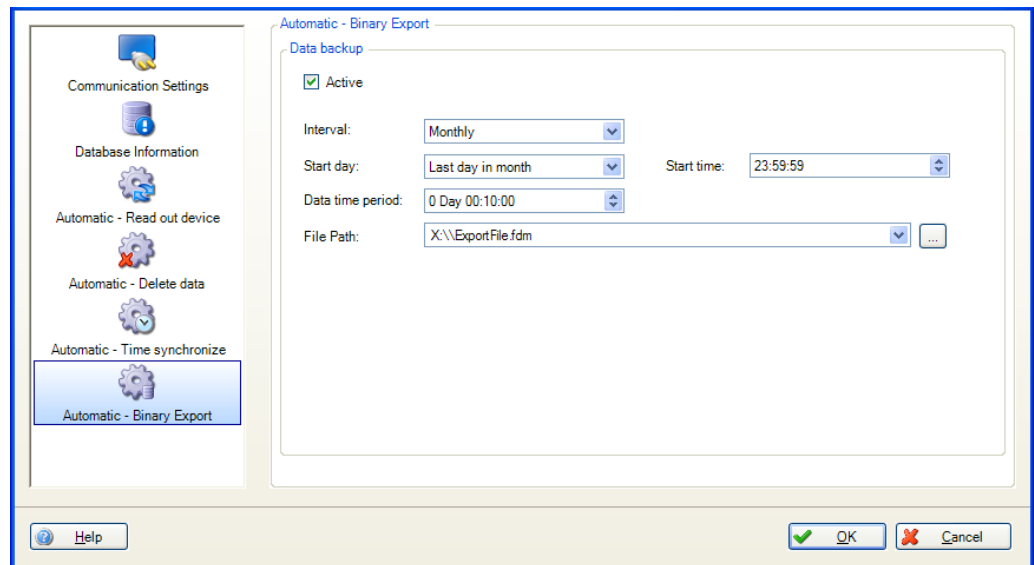 Communication Settings
Database Information
Automatic - Read out device
Automatic - Delete data
Automatic - Time synchronize
Automatic - Binary Export
Automatic - Binary Export
Data backup
Active
Interval: Monthly
Start day: Last day in month Start time: 23:59:59
Data time period: 0 Day 00:10:00
File Path: X:\\ExportFile.fdm ...
Help OK Cancel